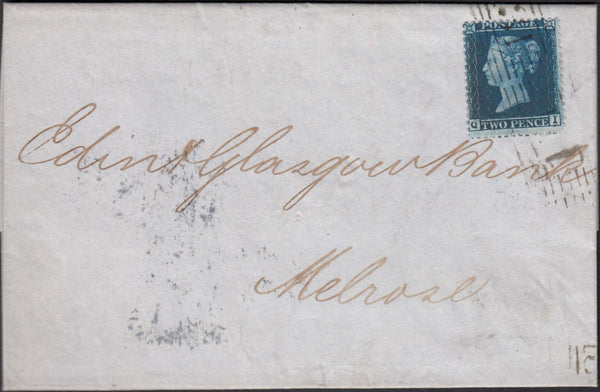 POSTAGE
Q TWO PENCE I
Edinr & Glasgow Bank
Melrose